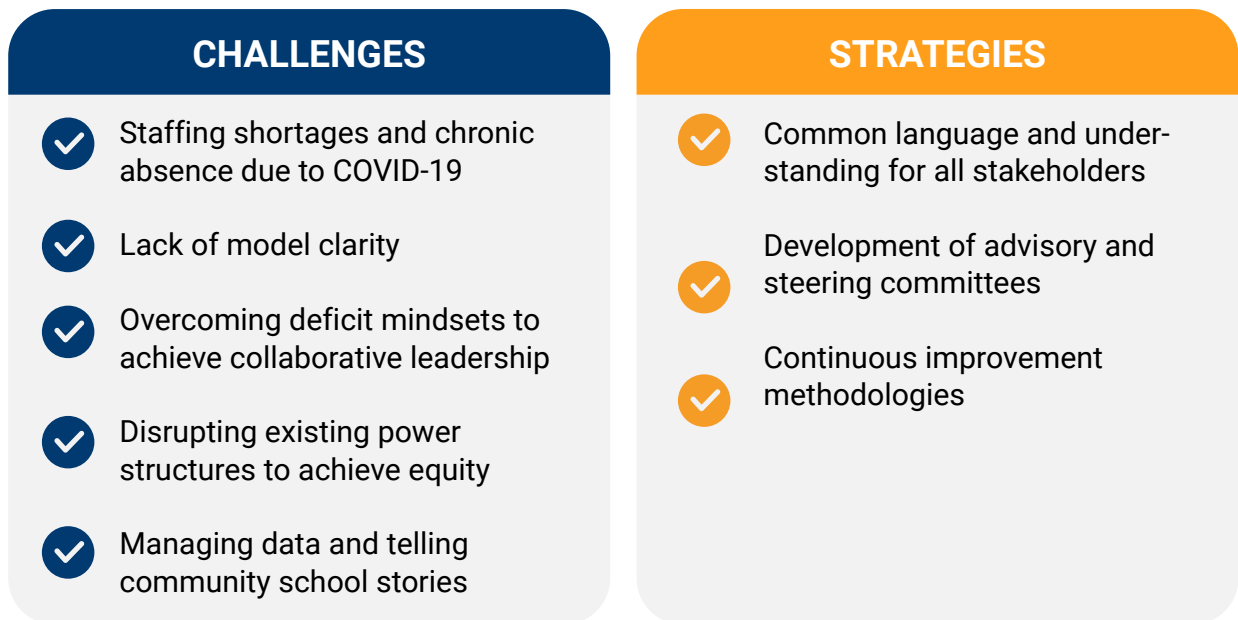 CHALLENGES
Staffing shortages and chronic
absence due to COVID-19
Lack of model clarity
Overcoming deficit mindsets to
achieve collaborative leadership
Disrupting existing power
structures to achieve equity
Managing data and telling
community school stories
STRATEGIES
Common language and under-
standing for all stakeholders
Development of advisory and
steering committees
Continuous improvement
methodologies